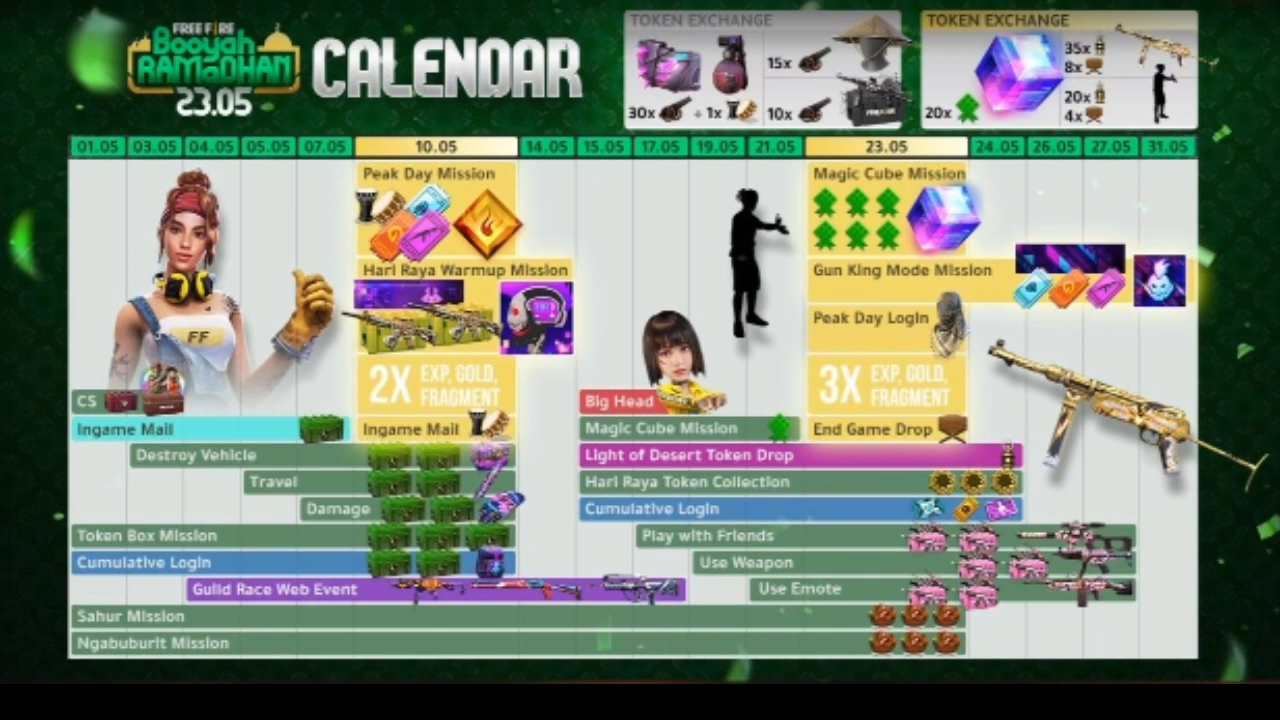 FREE FIRE
Booyah
RAMADHAN
23.05
CALENDAR
TOKEN EXCHANGE
30x + 1x
15x
10x
TOKEN EXCHANGE
20x
35x
8x
20x
4x
01.05 03.05 04.05 05.05 07.05 10.05 14.05 15.05 17.05 19.05 21.05 23.05 24.05 26.05 27.05 31.05
Peak Day Mission
Magic Cube Mission
Hari Raya Warmup Mission
Gun King Mode Mission
Peak Day Login
FF
2X EXP, GOLD, FRAGMENT
3X EXP, GOLD, FRAGMENT
CS
Big Head
Ingame Mail
Ingame Mail
Magic Cube Mission
End Game Drop
Destroy Vehicle
Light of Desert Token Drop
Travel
Hari Raya Token Collection
Damage
Cumulative Login
Token Box Mission
Play with Friends
Cumulative Login
Use Weapon
Guild Race Web Event
Use Emote
Sahur Mission
Ngabuburit Mission